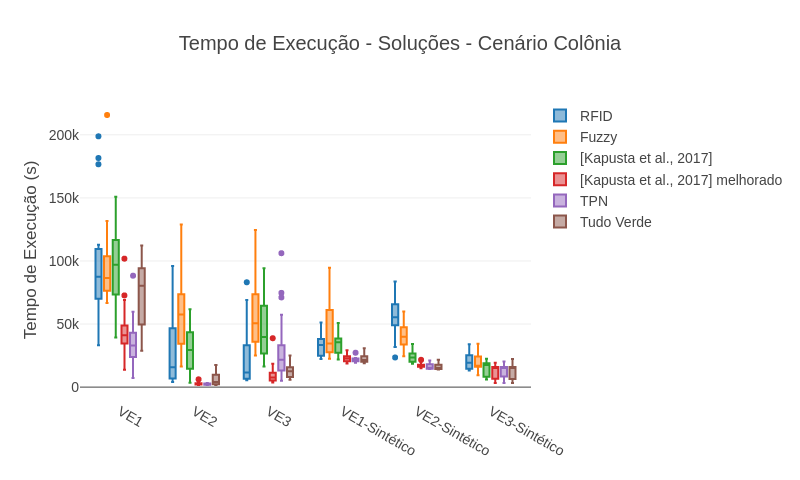 Tempo de Execução - Soluções - Cenário Colônia
RFID
Fuzzy
[Kapusta et al., 2017]
[Kapusta et al., 2017] melhorado
TPN
Tudo Verde
Tempo de Execução (s)
200k
150k
100k
50k
0
VE1
VE2
VE3
VE1-Sintético
VE2-Sintético
VE3-Sintético